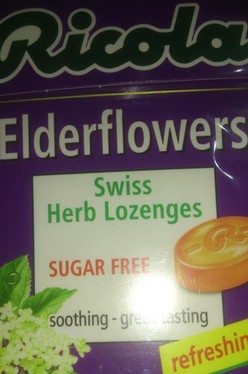 Ricola
Elderflowers
Swiss
Herb Lozenges
SUGAR FREE
soothing - great tasting
refreshin